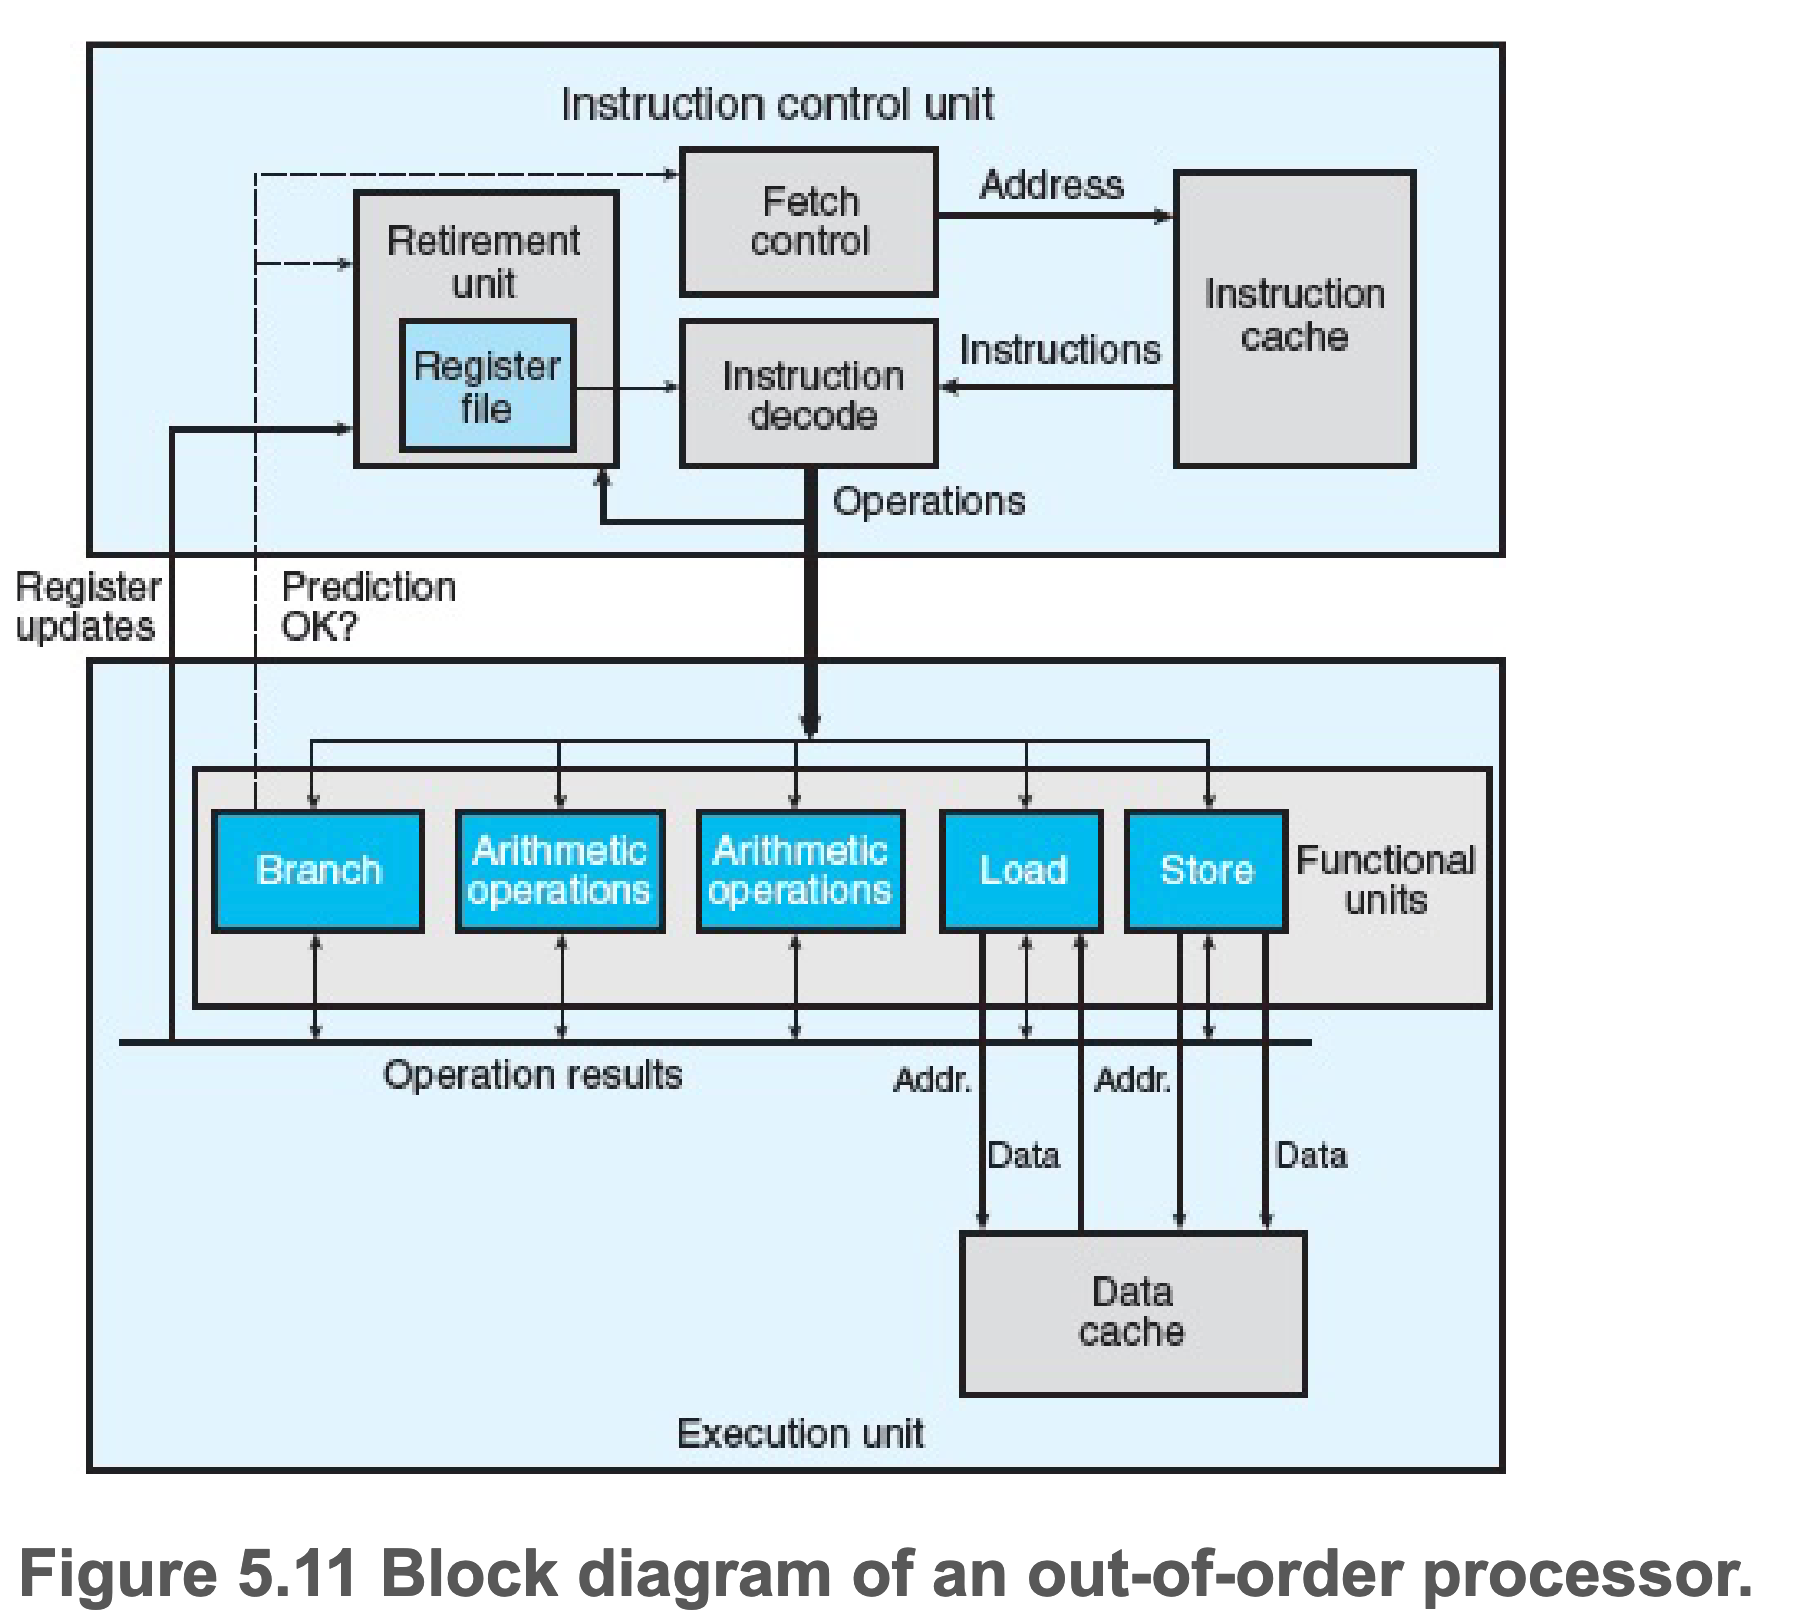 Instruction control unit
Fetch
control
Address
Retirement
unit
Instruction
cache
Register
file
Instruction
decode
Instructions
Operations
Register
updates
Prediction
OK?
Branch
Arithmetic
operations
Arithmetic
operations
Load
Store
Functional
units
Operation results
Addr.
Addr.
Data
Data
Data
cache
Execution unit
Figure 5.11 Block diagram of an out-of-order processor.